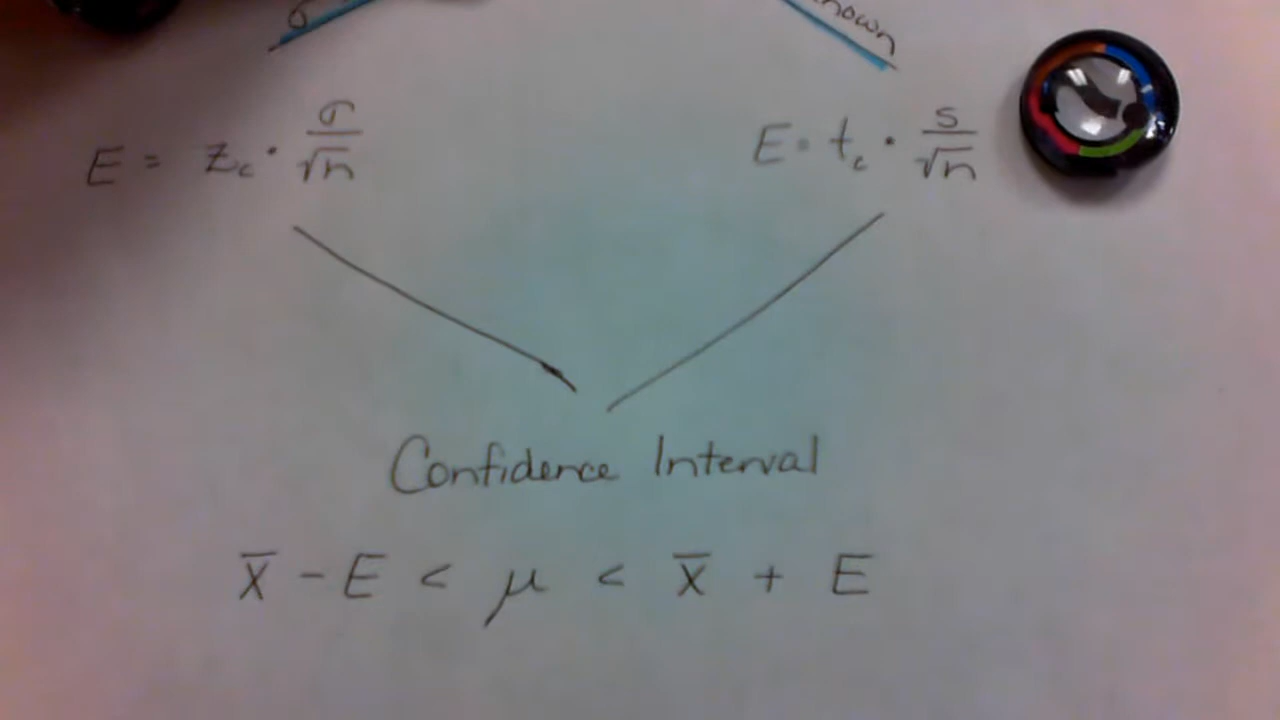 σ
E = z_c · σ/√n E = t_c · s/√n
Confidence Interval
x̄ - E < μ < x̄ + E